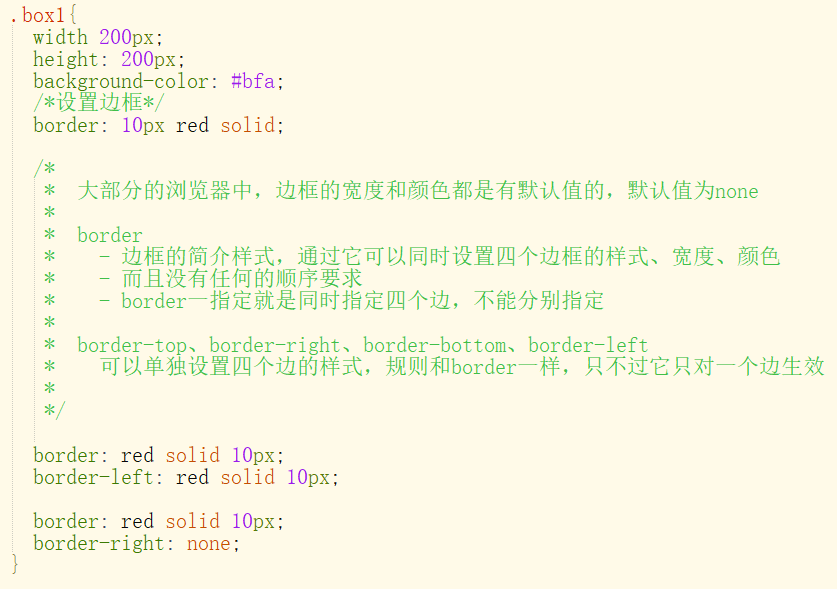 .box1{
width 200px;
height: 200px;
background-color: #bfa;
/*设置边框*/
border: 10px red solid;
/*
* 大部分的浏览器中，边框的宽度和颜色都是有默认值的，默认值为none
*
* border
* - 边框的简介样式，通过它可以同时设置四个边框的样式、宽度、颜色
* - 而且没有任何的顺序要求
* - border一指定就是同时指定四个边，不能分别指定
*
* border-top、border-right、border-bottom、border-left
* 可以单独设置四个边的样式，规则和border一样，只不过它只对一个边生效
*
*/
border: red solid 10px;
border-left: red solid 10px;
border: red solid 10px;
border-right: none;
}